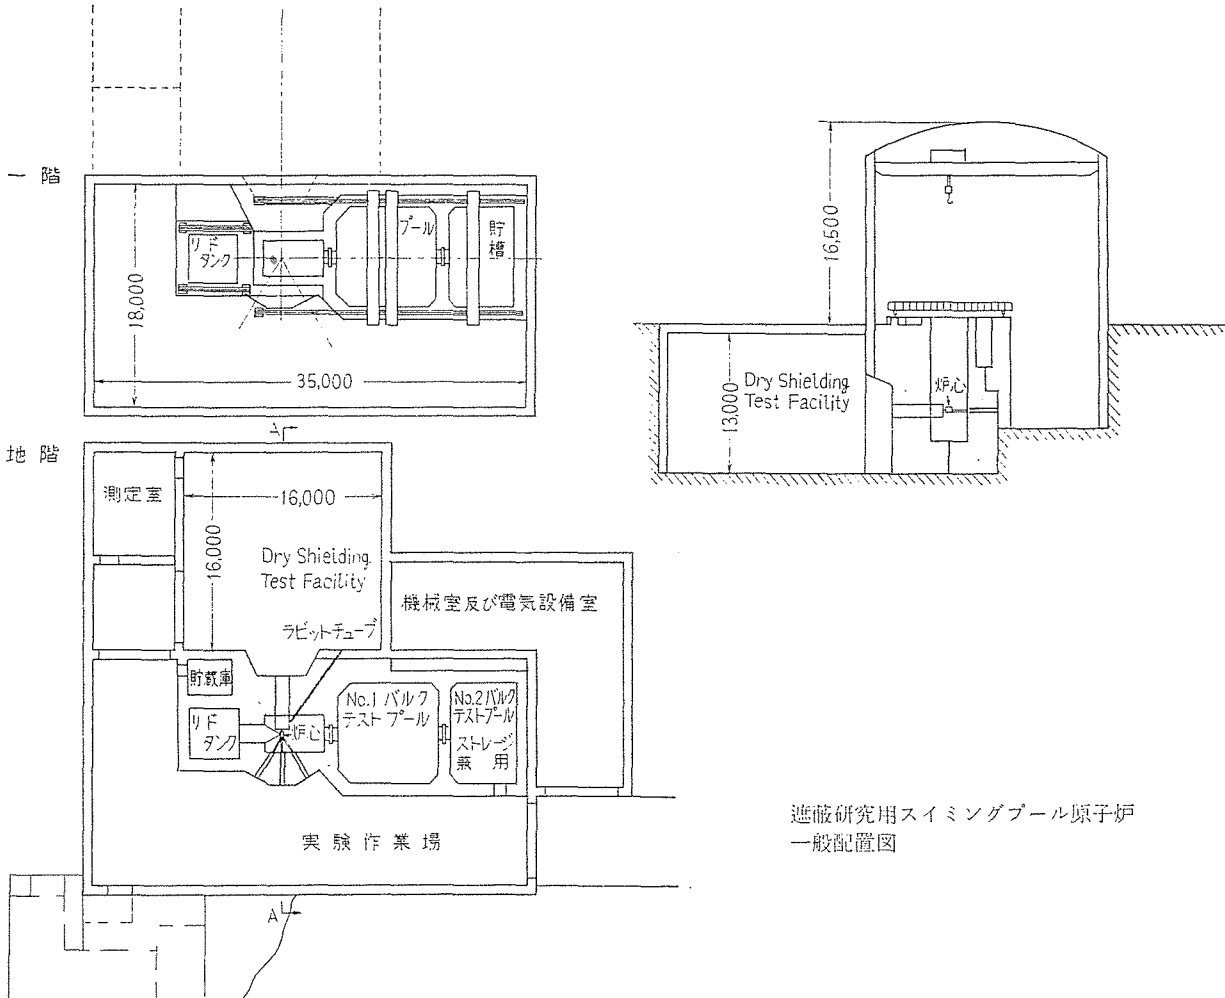 一階
リド
タンク
プール
貯
槽
18,000
35,000
16,500
13,000
Dry Shielding
Test Facility
炉心
地階
A
測定室
16,000
16,000
Dry Shielding
Test Facility
機械室及び電気設備室
ラビットチューブ
貯蔵庫
リド
タンク
炉心
No.1 バルク
テストプール
No.2 バルク
テストプール
ストレージ
兼用
実験作業場
A
遮蔽研究用スイミングプール原子炉
一般配置図